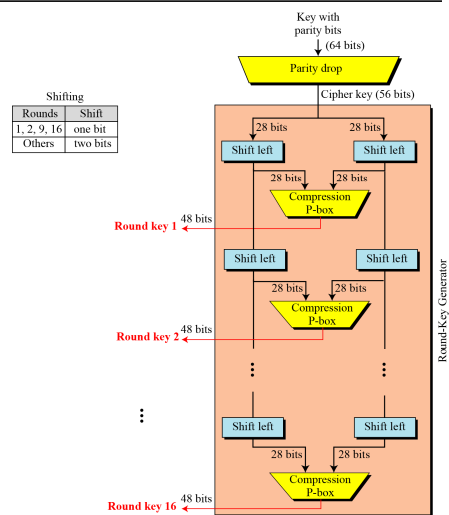 Key with
parity bits
(64 bits)
Parity drop
Cipher key (56 bits)
Shifting
Rounds Shift
1, 2, 9, 16 one bit
Others two bits
28 bits 28 bits
Shift left Shift left
28 bits 28 bits
Compression
P-box
48 bits
Round key 1
Shift left Shift left
28 bits 28 bits
Compression
P-box
48 bits
Round key 2
Shift left Shift left
28 bits 28 bits
Compression
P-box
48 bits
Round key 16
Round-Key Generator